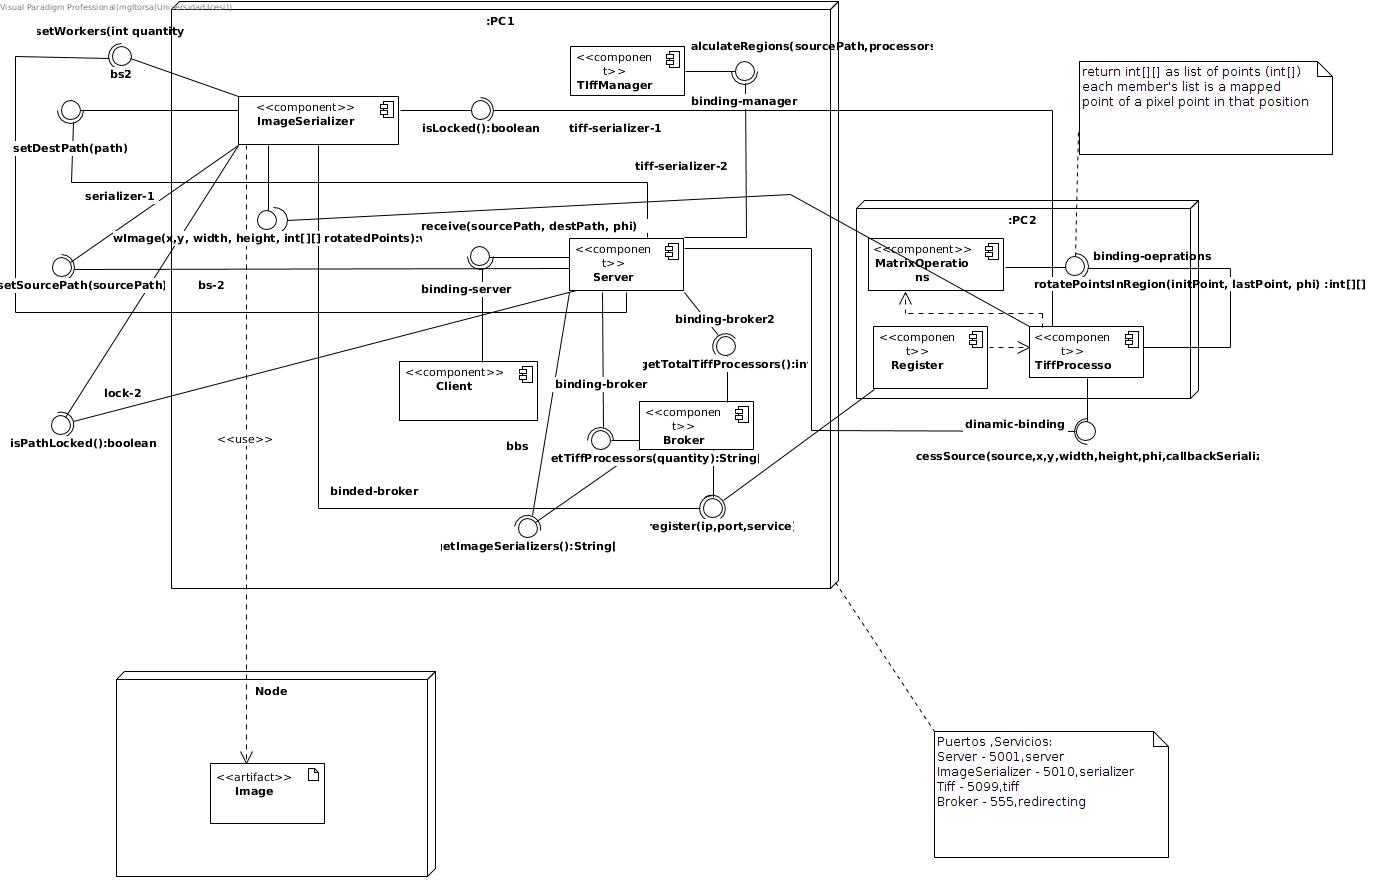 Visual Paradigm Professional(mgltorsa(Universidad Icesi))
:PC1
setWorkers(int quantity
bs2
<<componen
t>>
TIffManager
alculateRegions(sourcePath,processors
binding-manager
return int[][] as list of points (int[])
each member's list is a mapped
point of a pixel point in that position
<<component>>
ImageSerializer
isLocked():boolean
tiff-serializer-1
setDestPath(path)
tiff-serializer-2
serializer-1
wImage(x,y, width, height, int[][] rotatedPoints):
receive(sourcePath, destPath, phi)
:PC2
<<componen
t>>
Server
<<component>>
MatrixOperatio
ns
binding-oeprations
rotatePointsInRegion(initPoint, lastPoint, phi) :int[][]
setSourcePath(sourcePath)
bs-2
binding-server
binding-broker2
<<componen
t>>
Register
<<componen
t>>
TiffProcesso
getTotalTiffProcessors():in
<<component>>
Client
binding-broker
lock-2
<<componen
t>>
Broker
dinamic-binding
isPathLocked():boolean
<<use>>
bbs
etTiffProcessors(quantity):String[
cessSource(source,x,y,width,height,phi,callbackSerializ
binded-broker
register(ip,port,service)
etImageSerializers():String[
Node
<<artifact>>
Image
Puertos ,Servicios:
Server - 5001,server
ImageSerializer - 5010,serializer
Tiff - 5099,tiff
Broker - 555,redirecting